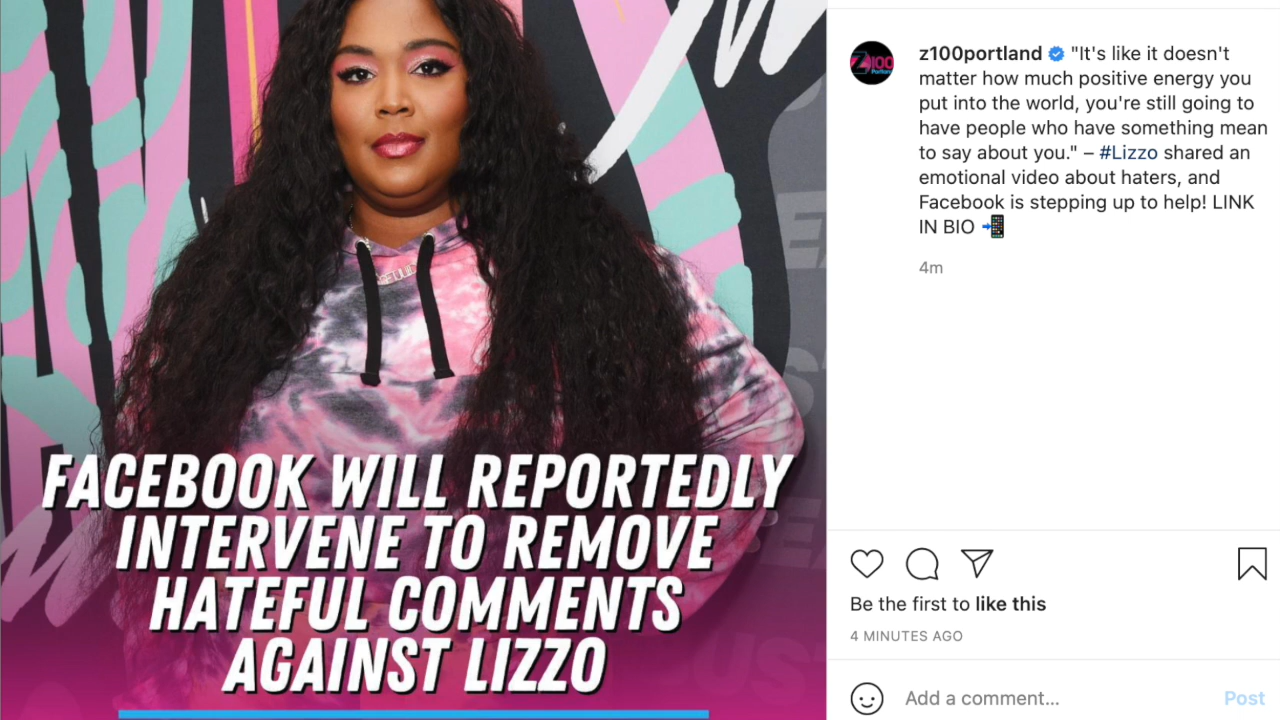 FACEBOOK WILL REPORTEDLY
INTERVENE TO REMOVE
HATEFUL COMMENTS
AGAINST LIZZO
Z100
Portland
z100portland "It's like it doesn't
matter how much positive energy you
put into the world, you're still going to
have people who have something mean
to say about you." – #Lizzo shared an
emotional video about haters, and
Facebook is stepping up to help! LINK
IN BIO 📲
4m
Be the first to like this
4 MINUTES AGO
Add a comment...
Post